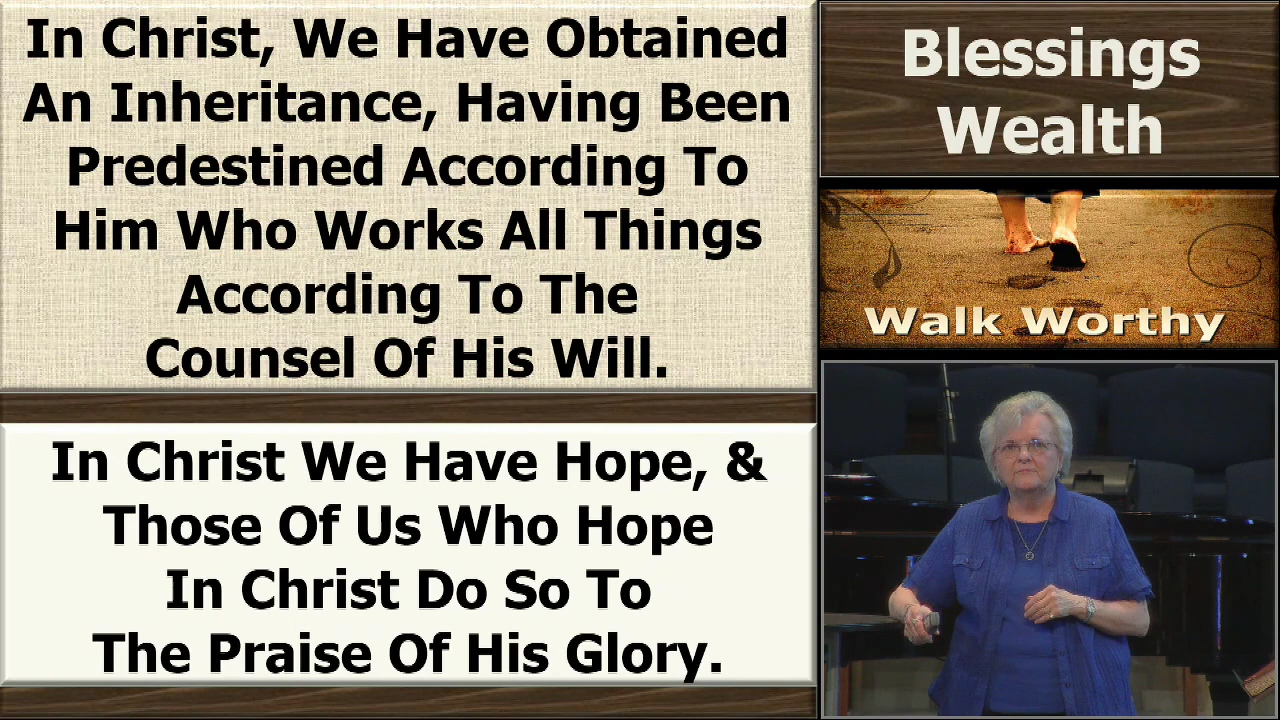 In Christ, We Have Obtained
An Inheritance, Having Been
Predestined According To
Him Who Works All Things
According To The
Counsel Of His Will.
In Christ We Have Hope, &
Those Of Us Who Hope
In Christ Do So To
The Praise Of His Glory.
Blessings
Wealth
Walk Worthy